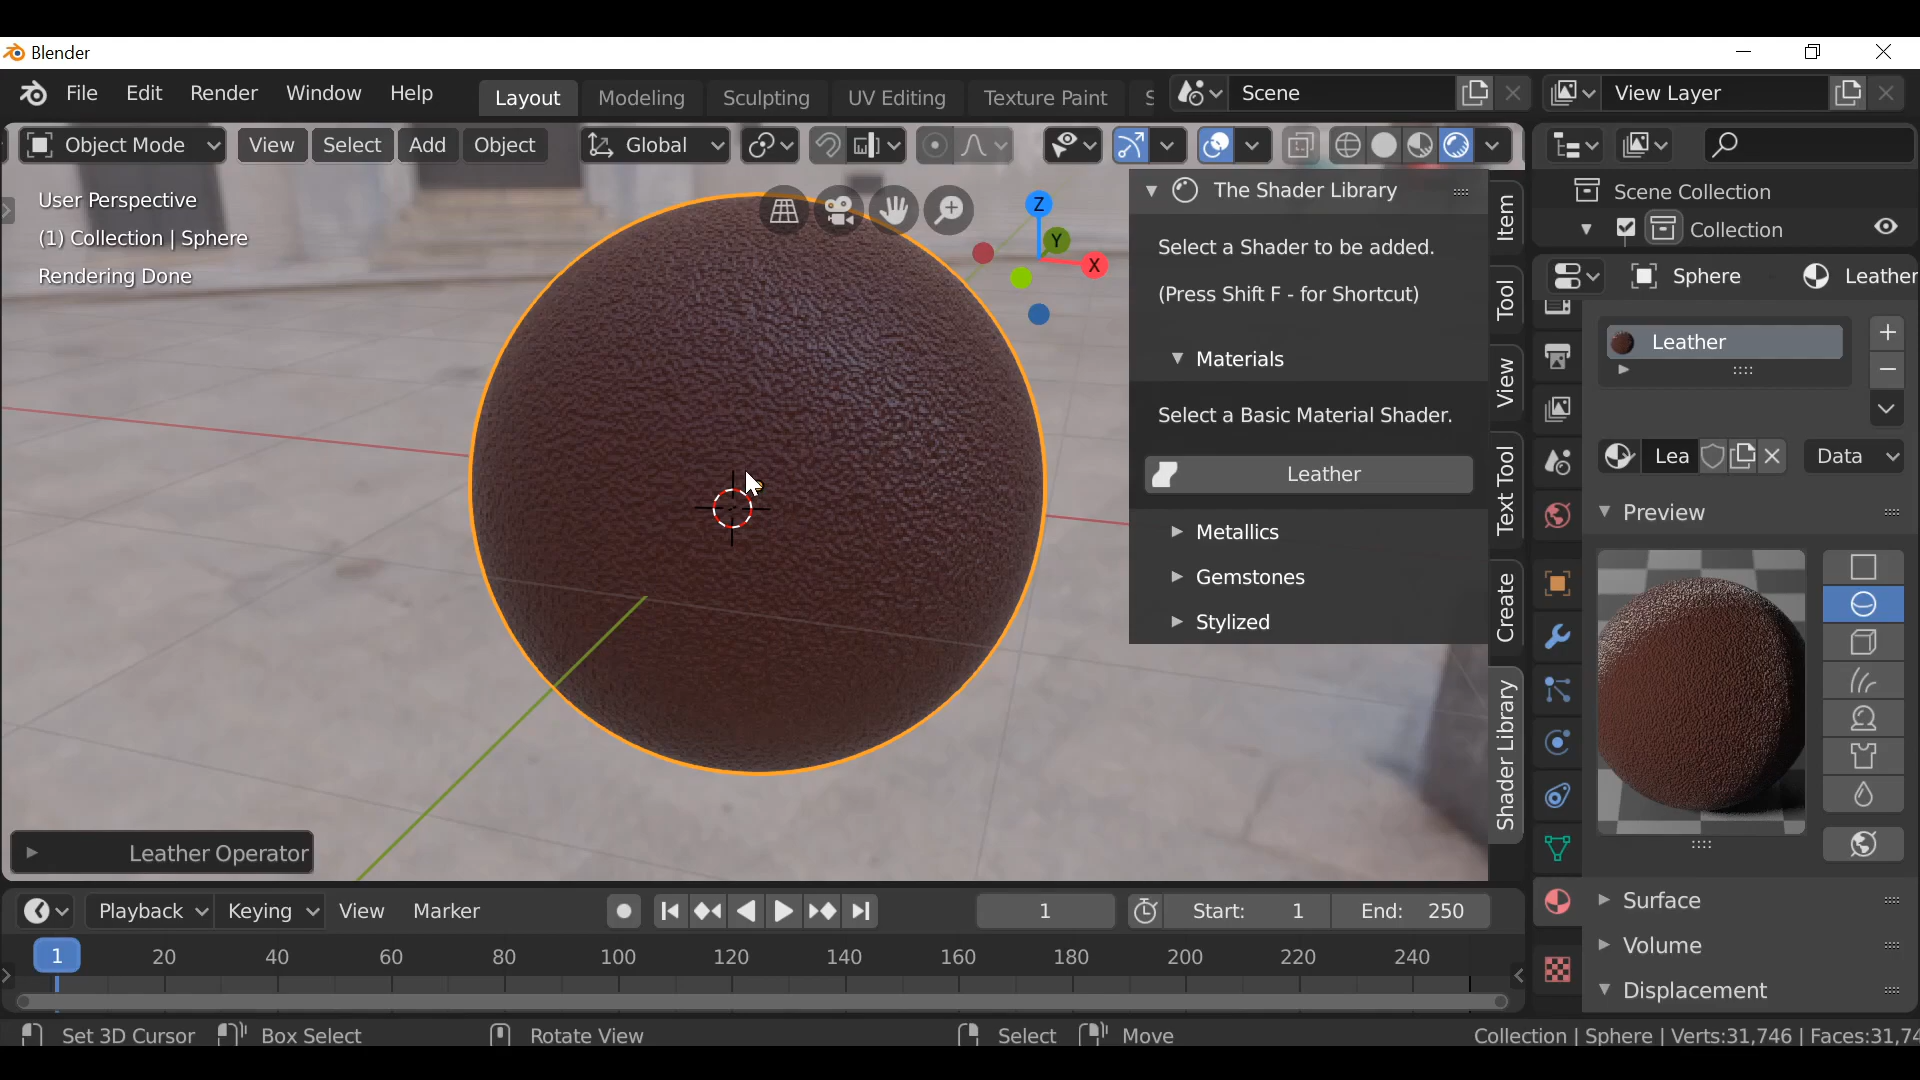 Blender
File Edit Render Window Help Layout Modeling Sculpting UV Editing Texture Paint S Scene View Layer
Object Mode View Select Add Object Global
User Perspective
(1) Collection | Sphere
Rendering Done
Z
Y
X
The Shader Library
Select a Shader to be added.
(Press Shift F - for Shortcut)
Materials
Select a Basic Material Shader.
Leather
Metallics
Gemstones
Stylized
Item
Tool
View
Text Tool
Create
Shader Library
Scene Collection
Collection
Sphere Leather
Leather
Lea Data
Preview
Surface
Volume
Displacement
Leather Operator
Playback Keying View Marker 1 Start: 1 End: 250
1 20 40 60 80 100 120 140 160 180 200 220 240
Set 3D Cursor Box Select Rotate View Select Move Collection | Sphere | Verts:31,746 | Faces:31,74